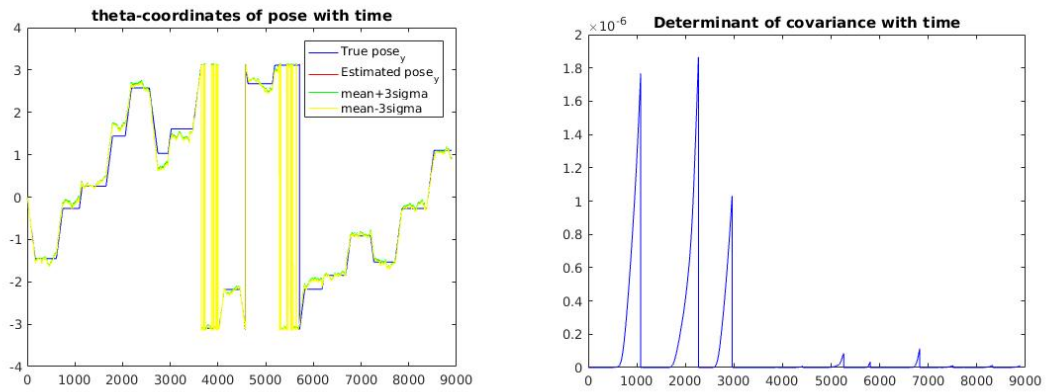 theta-coordinates of pose with time
4
3
2
1
0
-1
-2
-3
-4
0 1000 2000 3000 4000 5000 6000 7000 8000 9000
True pose_y
Estimated pose_y
mean+3sigma
mean-3sigma
Determinant of covariance with time
×10^-6
2
1.8
1.6
1.4
1.2
1
0.8
0.6
0.4
0.2
0
0 1000 2000 3000 4000 5000 6000 7000 8000 9000